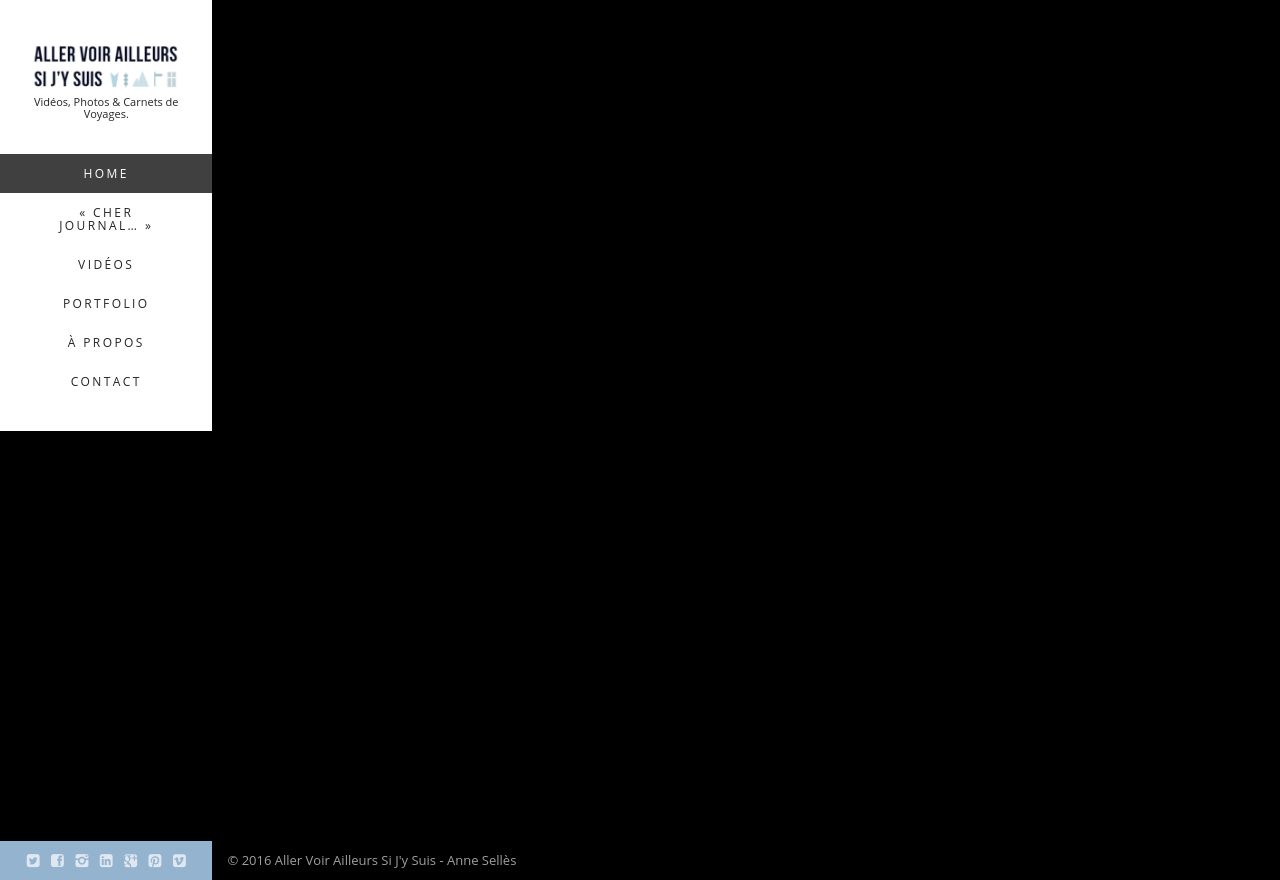 ALLER VOIR AILLEURS
SI J'Y SUIS
Vidéos, Photos & Carnets de
Voyages.
HOME
« CHER
JOURNAL… »
VIDÉOS
PORTFOLIO
À PROPOS
CONTACT
© 2016 Aller Voir Ailleurs Si J'y Suis - Anne Sellès